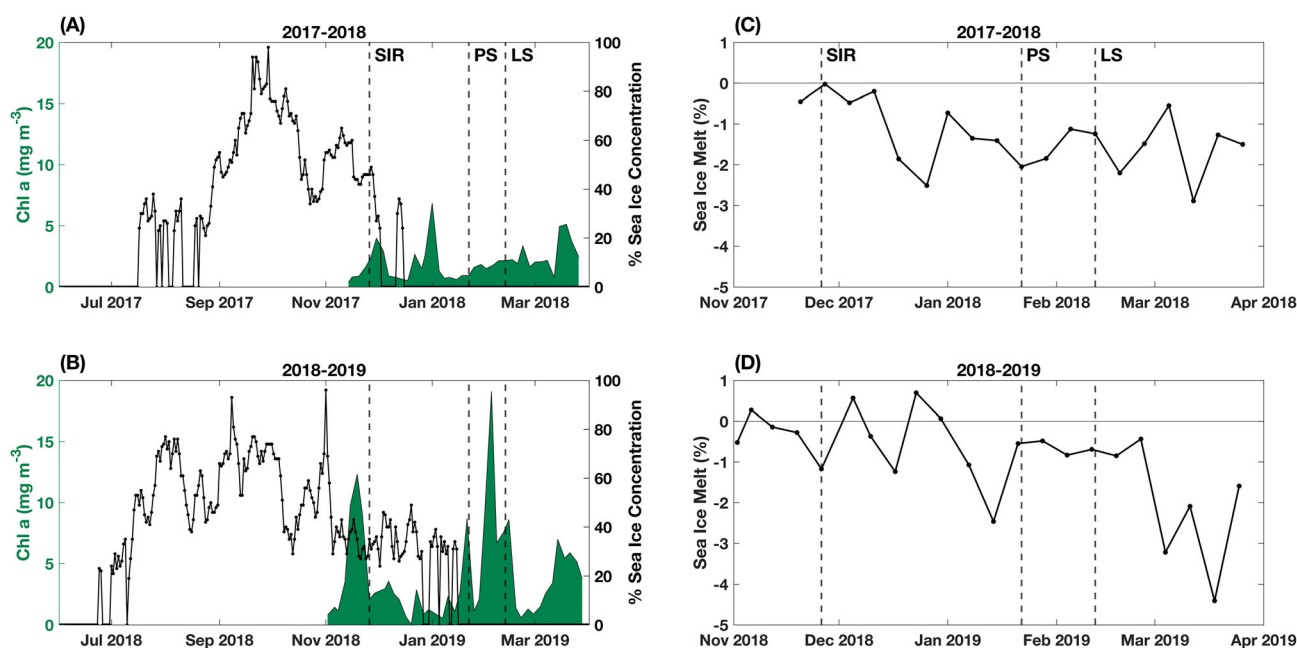 (A)
2017-2018
SIR
PS
LS
20
15
10
5
0
Chl a (mg m-3)
100
80
60
40
20
0
% Sea Ice Concentration
Jul 2017
Sep 2017
Nov 2017
Jan 2018
Mar 2018
(C)
2017-2018
SIR
PS
LS
1
0
-1
-2
-3
-4
-5
Sea Ice Melt (%)
Nov 2017
Dec 2017
Jan 2018
Feb 2018
Mar 2018
Apr 2018
(B)
2018-2019
20
15
10
5
0
Chl a (mg m-3)
100
80
60
40
20
0
% Sea Ice Concentration
Jul 2018
Sep 2018
Nov 2018
Jan 2019
Mar 2019
(D)
2018-2019
1
0
-1
-2
-3
-4
-5
Sea Ice Melt (%)
Nov 2018
Dec 2018
Jan 2019
Feb 2019
Mar 2019
Apr 2019